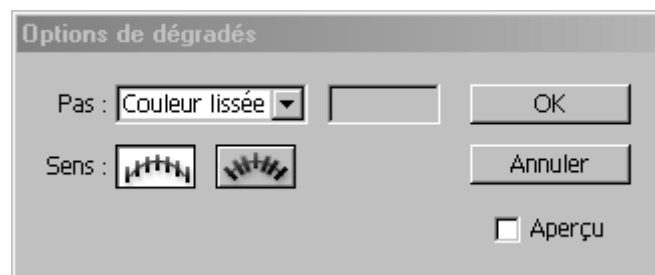 Options de dégradés
Pas : Couleur lissée OK
Sens : Annuler
Aperçu